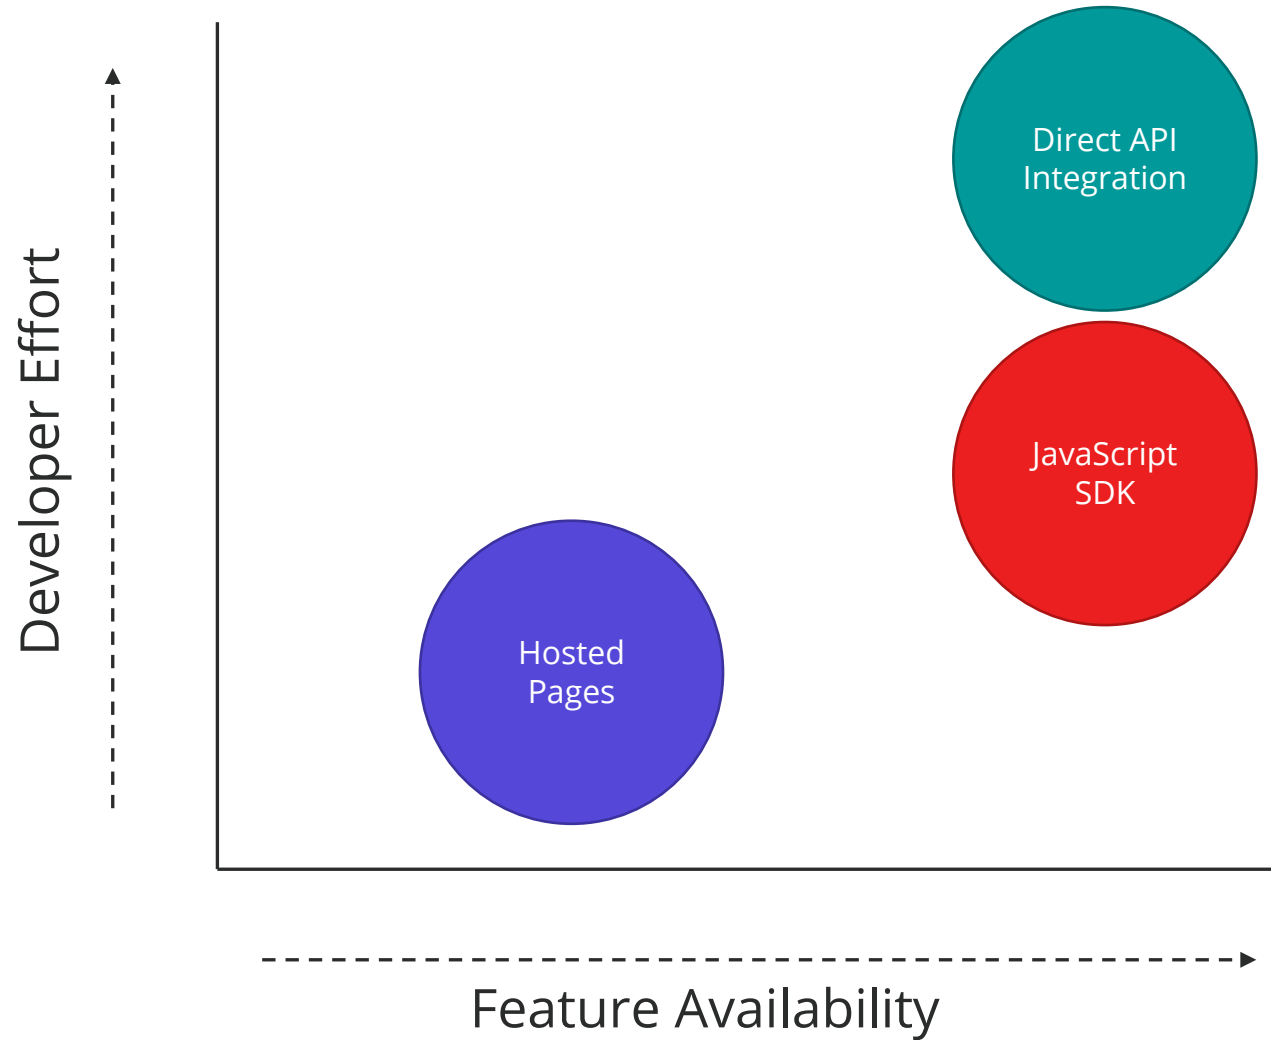 Developer Effort
Direct API
Integration
JavaScript
SDK
Hosted
Pages
Feature Availability